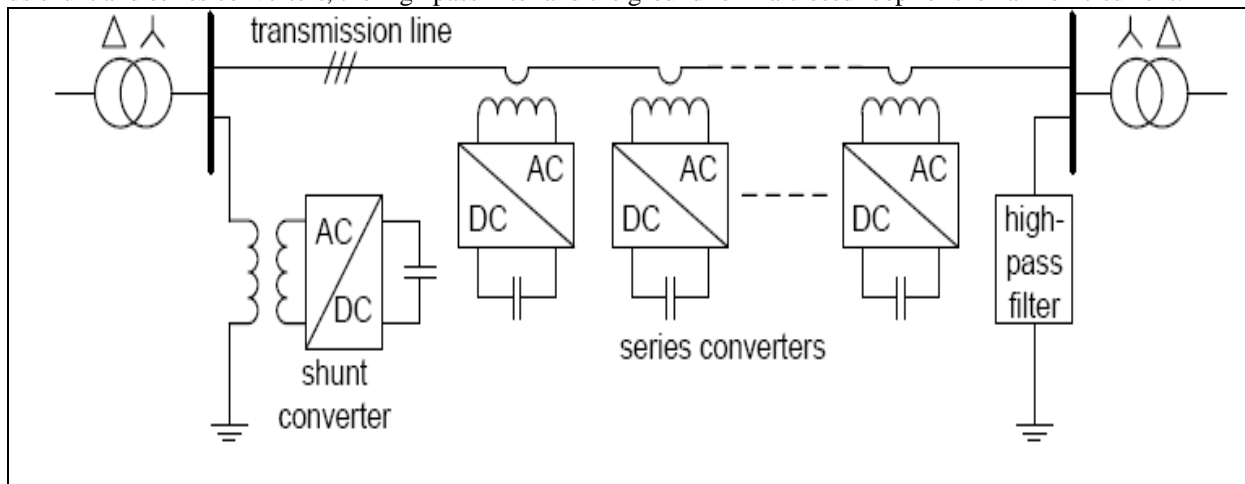 transmission line
AC
DC
AC
DC
AC
DC
AC
DC
high-
pass
filter
series converters
shunt
converter